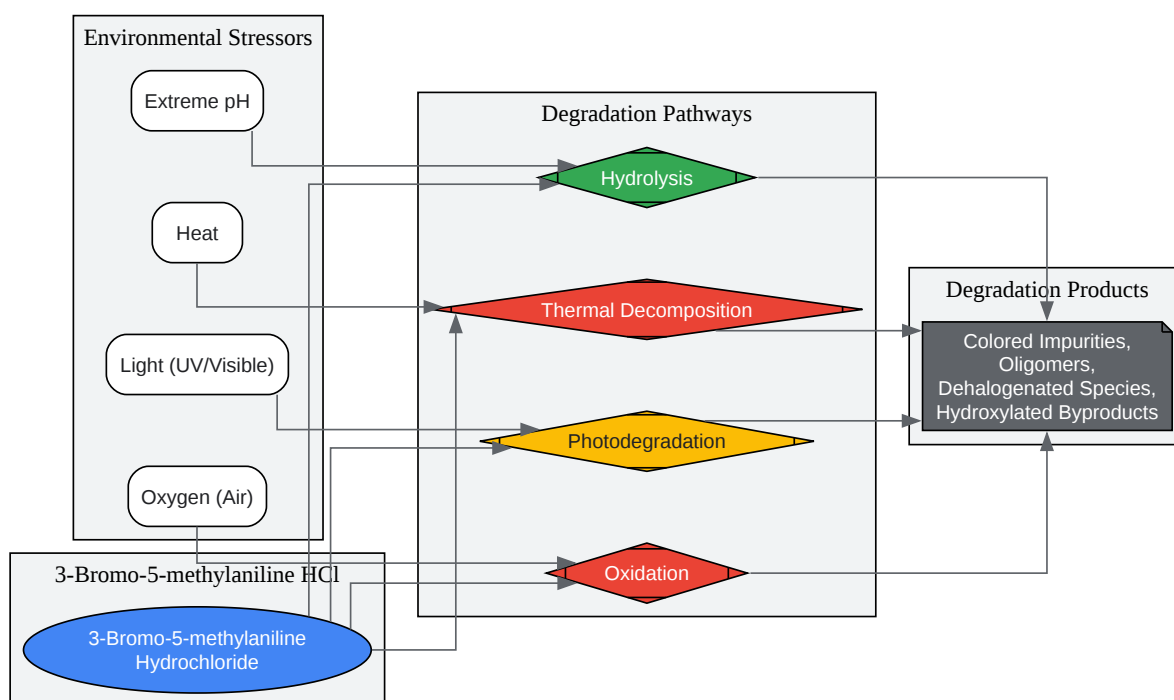 Environmental Stressors
Extreme pH
Heat
Light (UV/Visible)
Oxygen (Air)
3-Bromo-5-methylaniline HCl
3-Bromo-5-methylaniline
Hydrochloride
Degradation Pathways
Hydrolysis
Thermal Decomposition
Photodegradation
Oxidation
Degradation Products
Colored Impurities,
Oligomers,
Dehalogenated Species,
Hydroxylated Byproducts